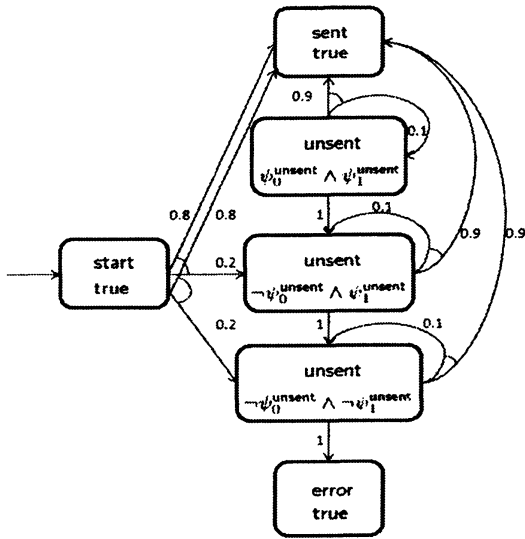 sent
true
0.9
0.1
unsent
ψ₀^unsent ∧ ψ₁^unsent
0.8
0.8
1
0.1
0.9
0.9
start
true
0.2
unsent
¬ψ₀^unsent ∧ ψ₁^unsent
0.2
1
0.1
unsent
¬ψ₀^unsent ∧ ¬ψ₁^unsent
1
error
true